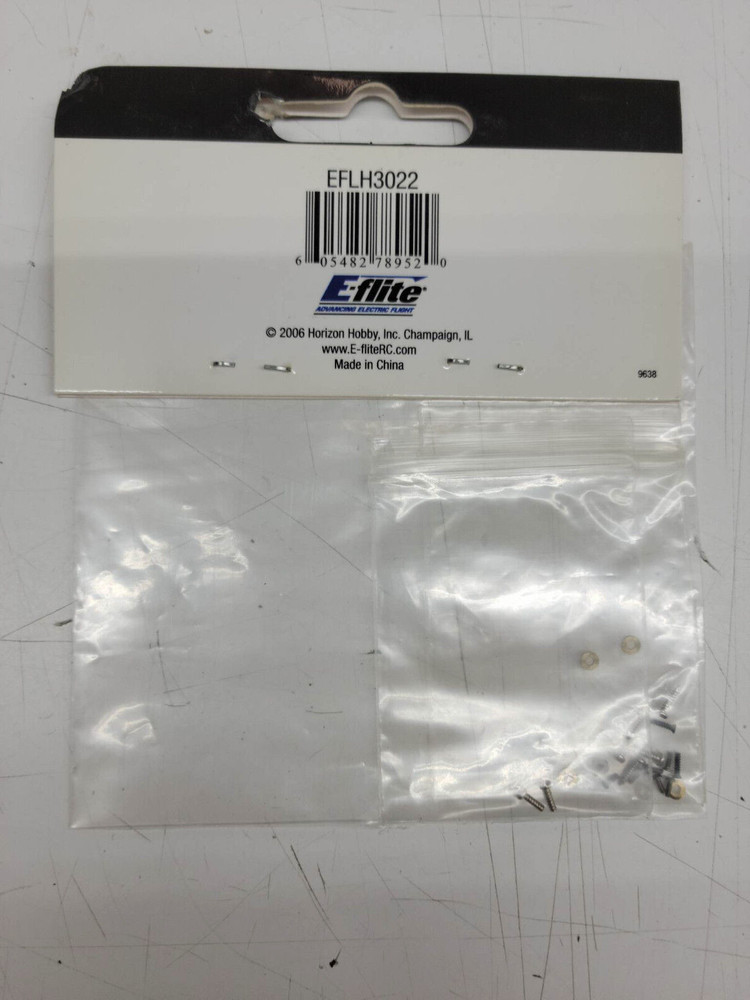 EFLH3022
6 05482 78952 0
E-flite®
ADVANCING ELECTRIC FLIGHT
© 2006 Horizon Hobby, Inc. Champaign, IL
www.E-fliteRC.com
Made in China
9638